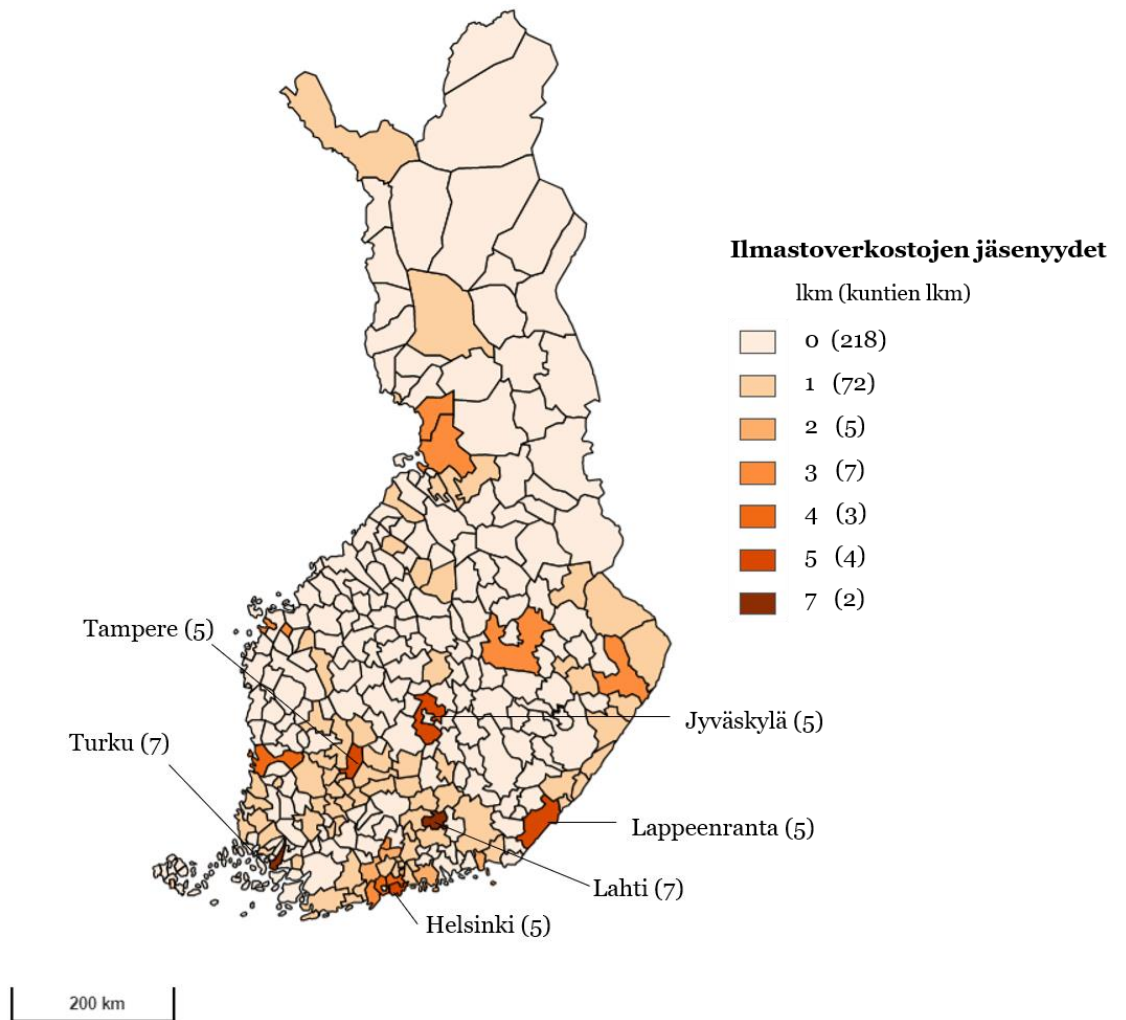 Ilmastoverkostojen jäsenyydet
lkm (kuntien lkm)
0 (218)
1 (72)
2 (5)
3 (7)
4 (3)
5 (4)
7 (2)
Tampere (5)
Turku (7)
Jyväskylä (5)
Lappeenranta (5)
Lahti (7)
Helsinki (5)
200 km